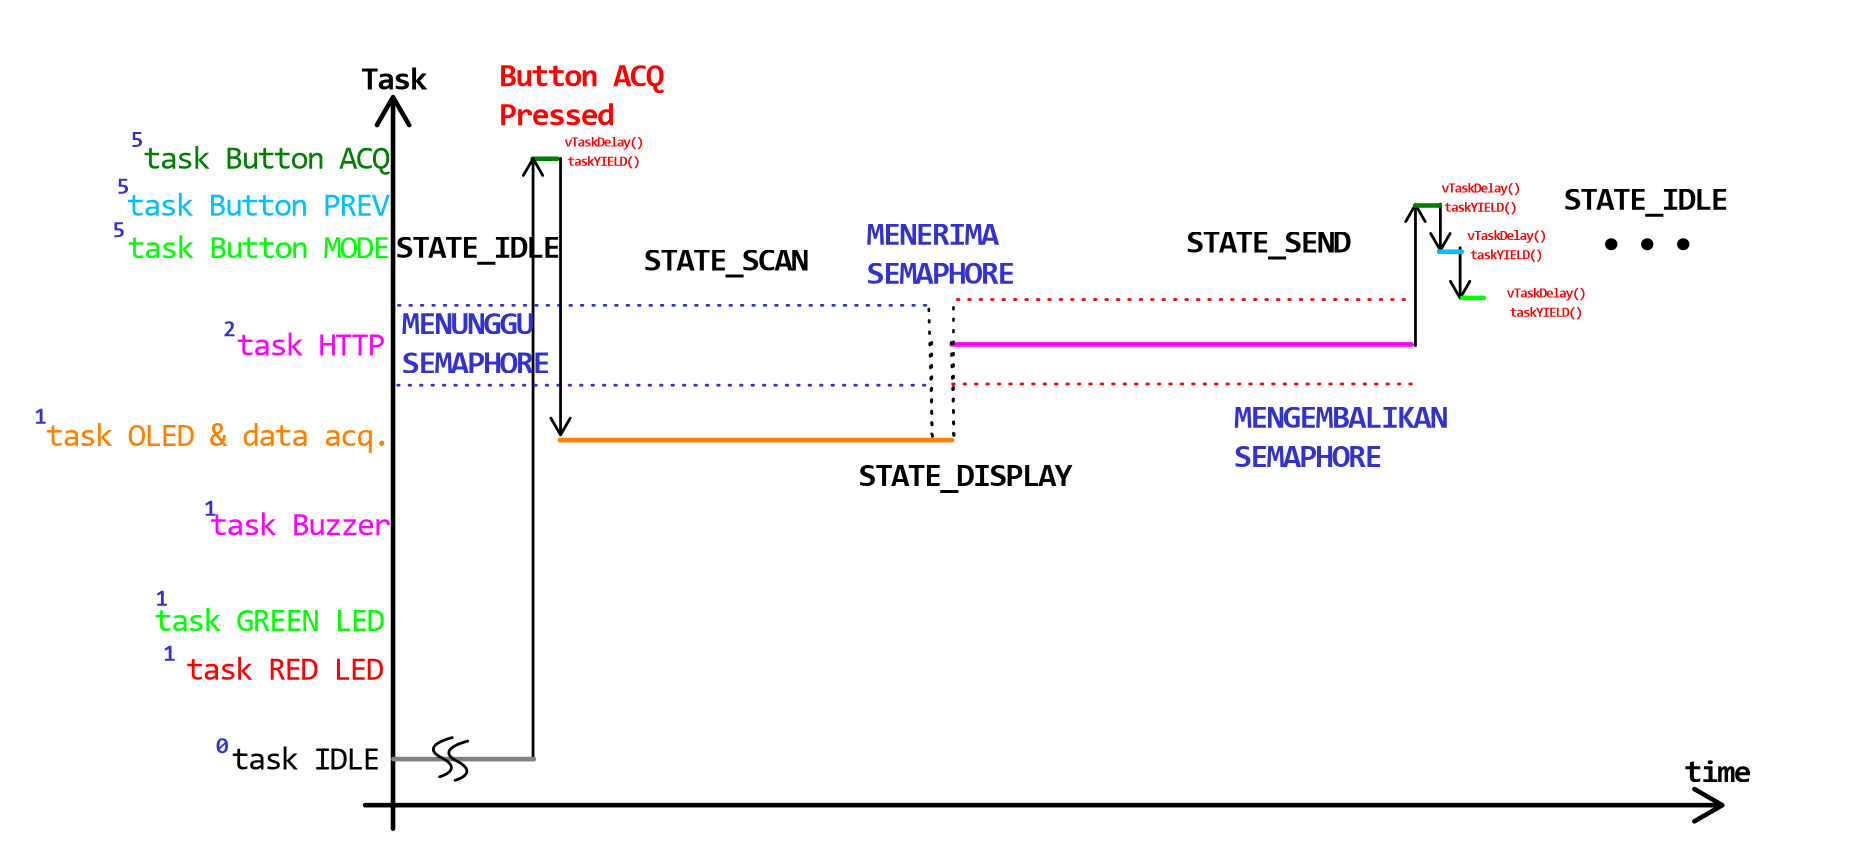 Task
Button ACQ
Pressed
vTaskDelay()
taskYIELD()
5
task Button ACQ
5
task Button PREV
5
task Button MODE
STATE_IDLE
STATE_SCAN
MENERIMA
SEMAPHORE
STATE_SEND
vTaskDelay()
taskYIELD()
vTaskDelay()
taskYIELD()
vTaskDelay()
taskYIELD()
STATE_IDLE
MENUNGGU
SEMAPHORE
2
task HTTP
1
task OLED & data acq.
STATE_DISPLAY
MENGEMBALIKAN
SEMAPHORE
1
task Buzzer
1
task GREEN LED
1
task RED LED
0
task IDLE
time